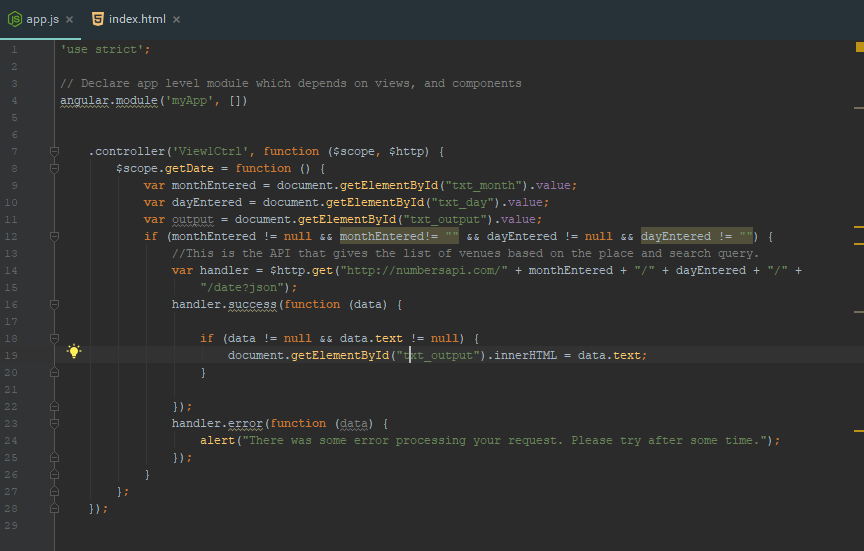 app.js × index.html ×
1 'use strict';
2
3 // Declare app level module which depends on views, and components
4 angular.module('myApp', [])
5
6
7 .controller('View1Ctrl', function ($scope, $http) {
8 $scope.getDate = function () {
9 var monthEntered = document.getElementById("txt_month").value;
10 var dayEntered = document.getElementById("txt_day").value;
11 var output = document.getElementById("txt_output").value;
12 if (monthEntered != null && monthEntered!= "" && dayEntered != null && dayEntered != "") {
13 //This is the API that gives the list of venues based on the place and search query.
14 var handler = $http.get("http://numbersapi.com/" + monthEntered + "/" + dayEntered + "/" +
15 "/date?json");
16 handler.success(function (data) {
17
18 if (data != null && data.text != null) {
19 document.getElementById("txt_output").innerHTML = data.text;
20 }
21
22 });
23 handler.error(function (data) {
24 alert("There was some error processing your request. Please try after some time.");
25 });
26 }
27 };
28 });
29